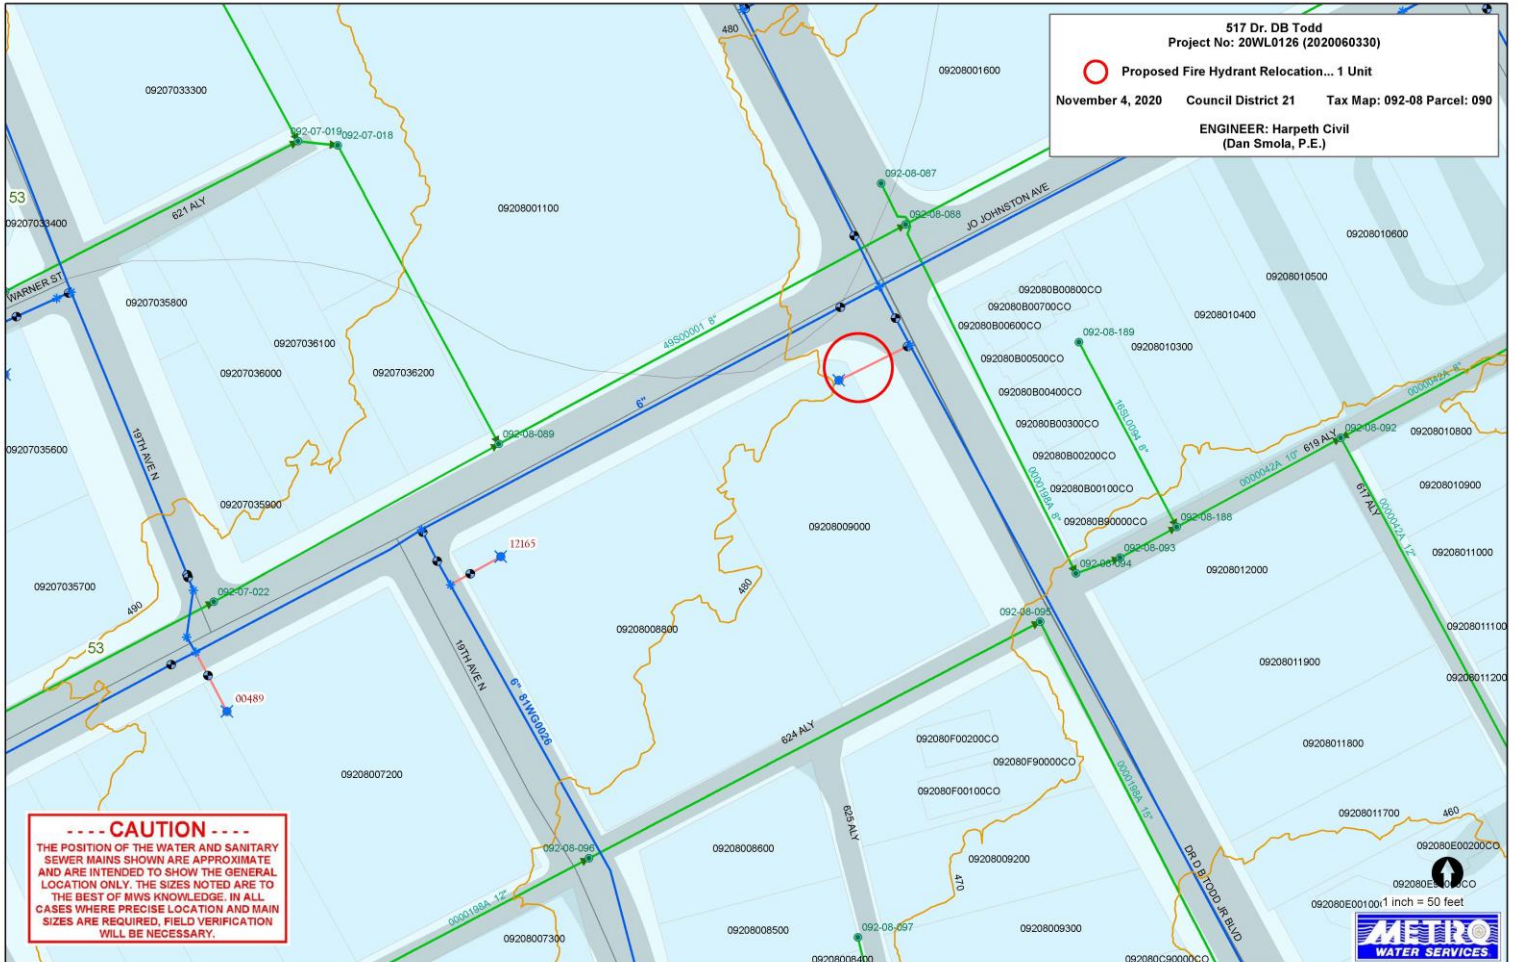 517 Dr. DB Todd
Project No: 20WL0126 (2020060330)
Proposed Fire Hydrant Relocation... 1 Unit
November 4, 2020 Council District 21 Tax Map: 092-08 Parcel: 090
ENGINEER: Harpeth Civil
(Dan Smola, P.E.)
480
09208001600
09207033300
092-07-019
092-07-018
092-08-087
53
621 ALY
09208001100
JO JOHNSTON AVE
092-08-088
09207033400
09208010600
WARNER ST
09208010500
092080B00800CO
09207035800
092080B00700CO
09208010400
49S00001 8"
092080B00600CO
092-08-189
09207036100
09208010300
092080B00500CO
09207036000
09207036200
0000042A 8"
092080B00400CO
6"
16SL0094 8"
092080B00300CO
092-08-092
09208010800
19TH AVE N
092-08-089
619 ALY
09207035600
092080B00200CO
0000042A 10"
09208010900
092080B00100CO
0000198A 8"
617 ALY
0000042A 12"
09207035900
09208009000
092080B90000CO
092-08-188
12165
092-08-093
09208011000
092-08-094
09208012000
09207035700
480
490
092-07-022
092-08-095
09208011100
09208008800
53
19TH AVE N
09208011900
09208011200
6" 81WG0026
00489
624 ALY
092080F00200CO
09208011800
092080F90000CO
09208007200
092080F00100CO
0000198A 15"
09208011700
460
625 ALY
---- CAUTION ----
THE POSITION OF THE WATER AND SANITARY
SEWER MAINS SHOWN ARE APPROXIMATE
AND ARE INTENDED TO SHOW THE GENERAL
LOCATION ONLY. THE SIZES NOTED ARE TO
THE BEST OF MWS KNOWLEDGE. IN ALL
CASES WHERE PRECISE LOCATION AND MAIN
SIZES ARE REQUIRED, FIELD VERIFICATION
WILL BE NECESSARY.
092-08-096
09208008600
09208009200
092080E00200CO
470
DR D B TODD JR BLVD
0000198A 12"
1 inch = 50 feet
09208007300
09208008500
092-08-097
09208009300
METRO
WATER SERVICES
09208008400
092080C90000CO